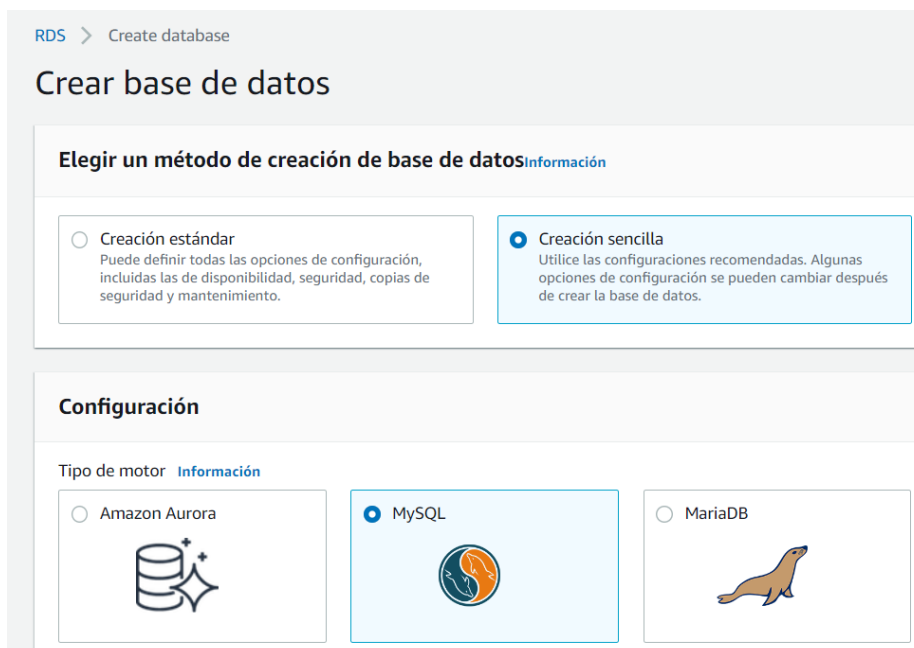 RDS > Create database
Crear base de datos
Elegir un método de creación de base de datos Información
Creación estándar
Puede definir todas las opciones de configuración,
incluidas las de disponibilidad, seguridad, copias de
seguridad y mantenimiento.
Creación sencilla
Utilice las configuraciones recomendadas. Algunas
opciones de configuración se pueden cambiar después
de crear la base de datos.
Configuración
Tipo de motor Información
Amazon Aurora
MySQL
MariaDB